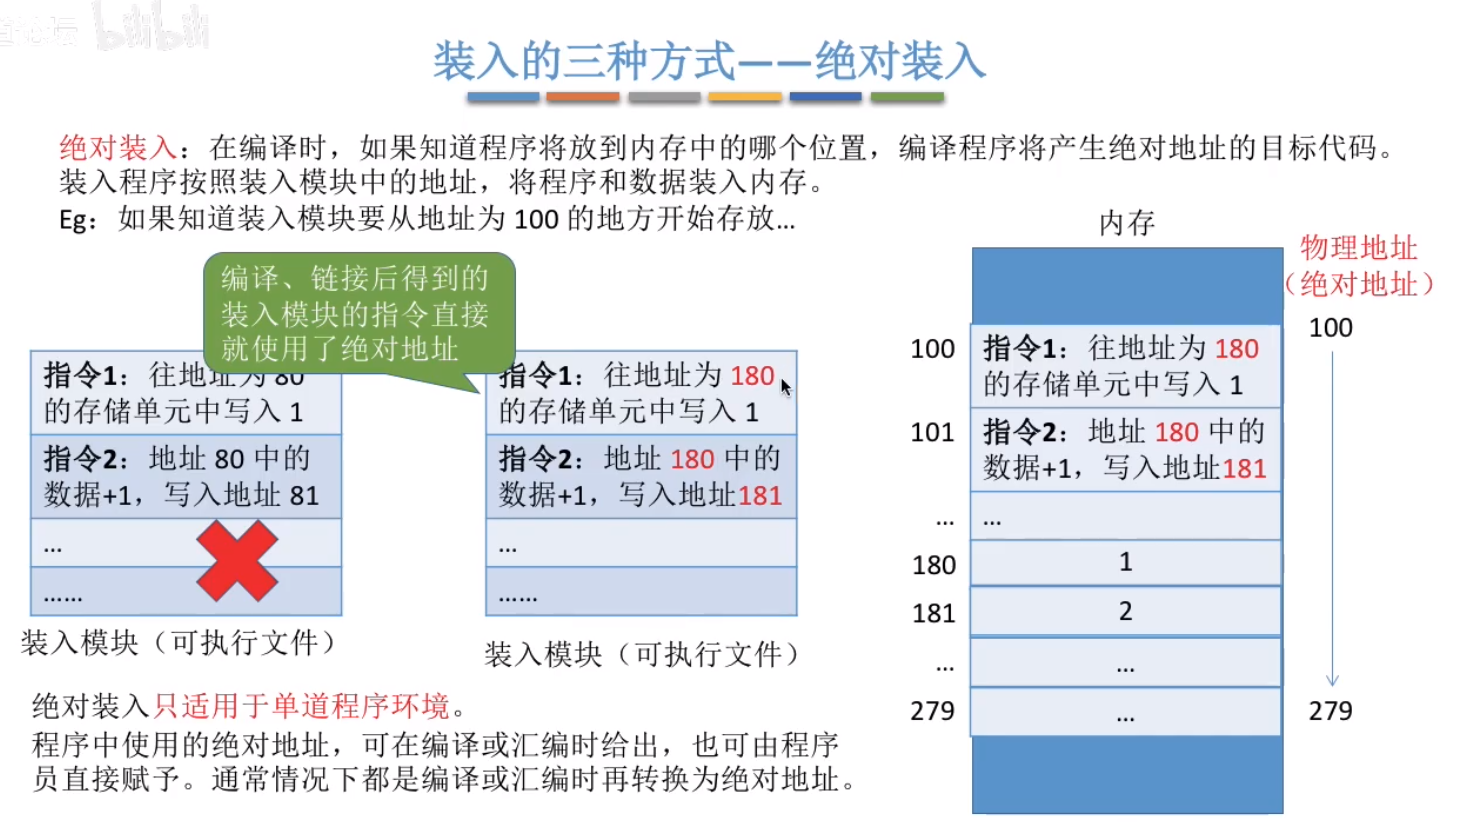 道论坛 bilibili
装入的三种方式——绝对装入
绝对装入：在编译时，如果知道程序将放到内存中的哪个位置，编译程序将产生绝对地址的目标代码。
装入程序按照装入模块中的地址，将程序和数据装入内存。
Eg：如果知道装入模块要从地址为 100 的地方开始存放...
编译、链接后得到的
装入模块的指令直接
就使用了绝对地址
指令1：往地址为 80
的存储单元中写入 1
指令2：地址 80 中的
数据+1，写入地址 81
...
......
装入模块（可执行文件）
指令1：往地址为 180
的存储单元中写入 1
指令2：地址 180 中的
数据+1，写入地址181
...
......
装入模块（可执行文件）
绝对装入只适用于单道程序环境。
程序中使用的绝对地址，可在编译或汇编时给出，也可由程序
员直接赋予。通常情况下都是编译或汇编时再转换为绝对地址。
内存
物理地址
（绝对地址）
100
100
指令1：往地址为 180
的存储单元中写入 1
101
指令2：地址 180 中的
数据+1，写入地址181
... ...
180 1
181 2
... ...
279 ... 279